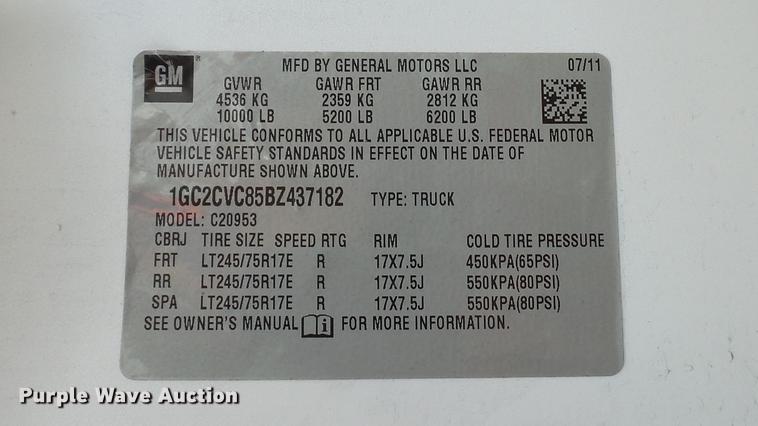 GM
MFD BY GENERAL MOTORS LLC 07/11
GVWR GAWR FRT GAWR RR
4536 KG 2359 KG 2812 KG
10000 LB 5200 LB 6200 LB
THIS VEHICLE CONFORMS TO ALL APPLICABLE U.S. FEDERAL MOTOR
VEHICLE SAFETY STANDARDS IN EFFECT ON THE DATE OF
MANUFACTURE SHOWN ABOVE.
1GC2CVC85BZ437182 TYPE: TRUCK
MODEL: C20953
CBRJ TIRE SIZE SPEED RTG RIM COLD TIRE PRESSURE
FRT LT245/75R17E R 17X7.5J 450KPA(65PSI)
RR LT245/75R17E R 17X7.5J 550KPA(80PSI)
SPA LT245/75R17E R 17X7.5J 550KPA(80PSI)
SEE OWNER'S MANUAL i FOR MORE INFORMATION.
Purple Wave Auction